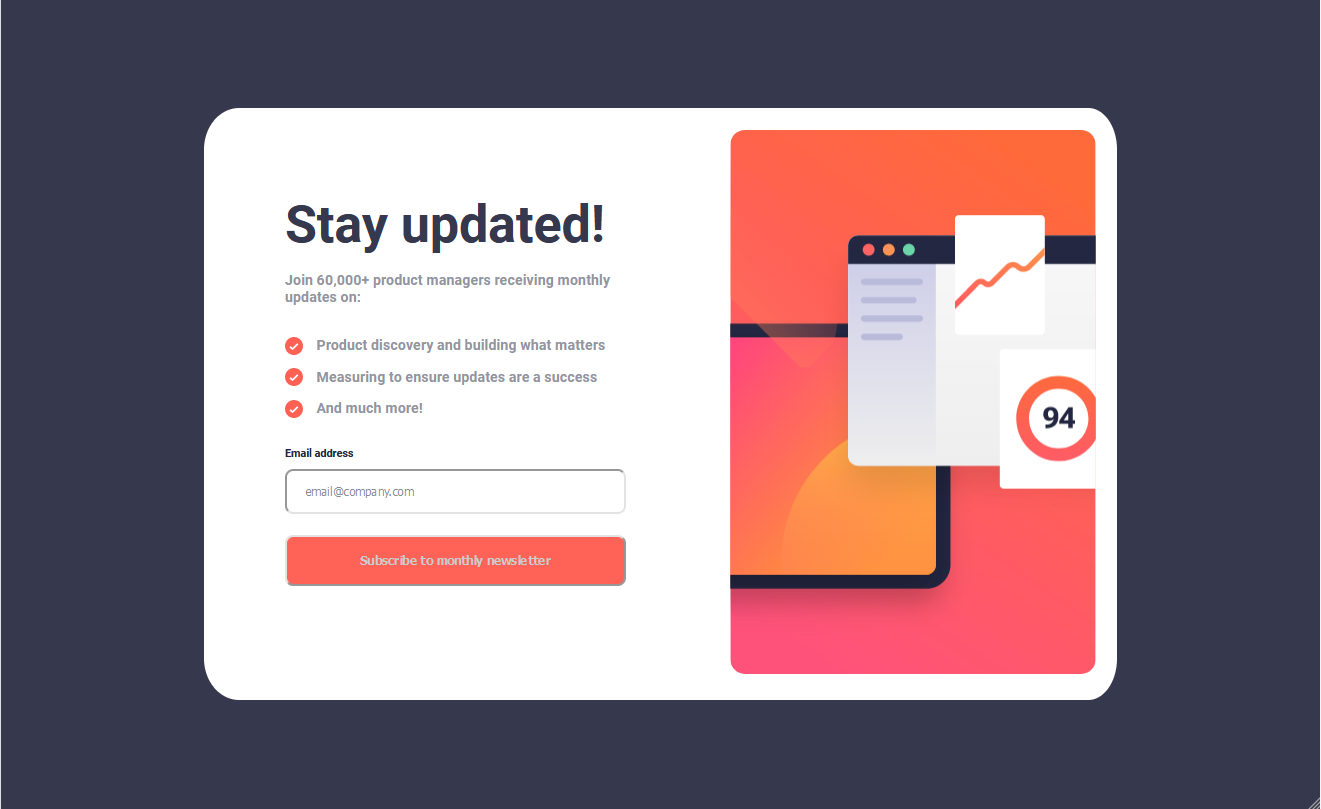 Stay updated!
Join 60,000+ product managers receiving monthly
updates on:
Product discovery and building what matters
Measuring to ensure updates are a success
And much more!
Email address
email@company.com
Subscribe to monthly newsletter
94